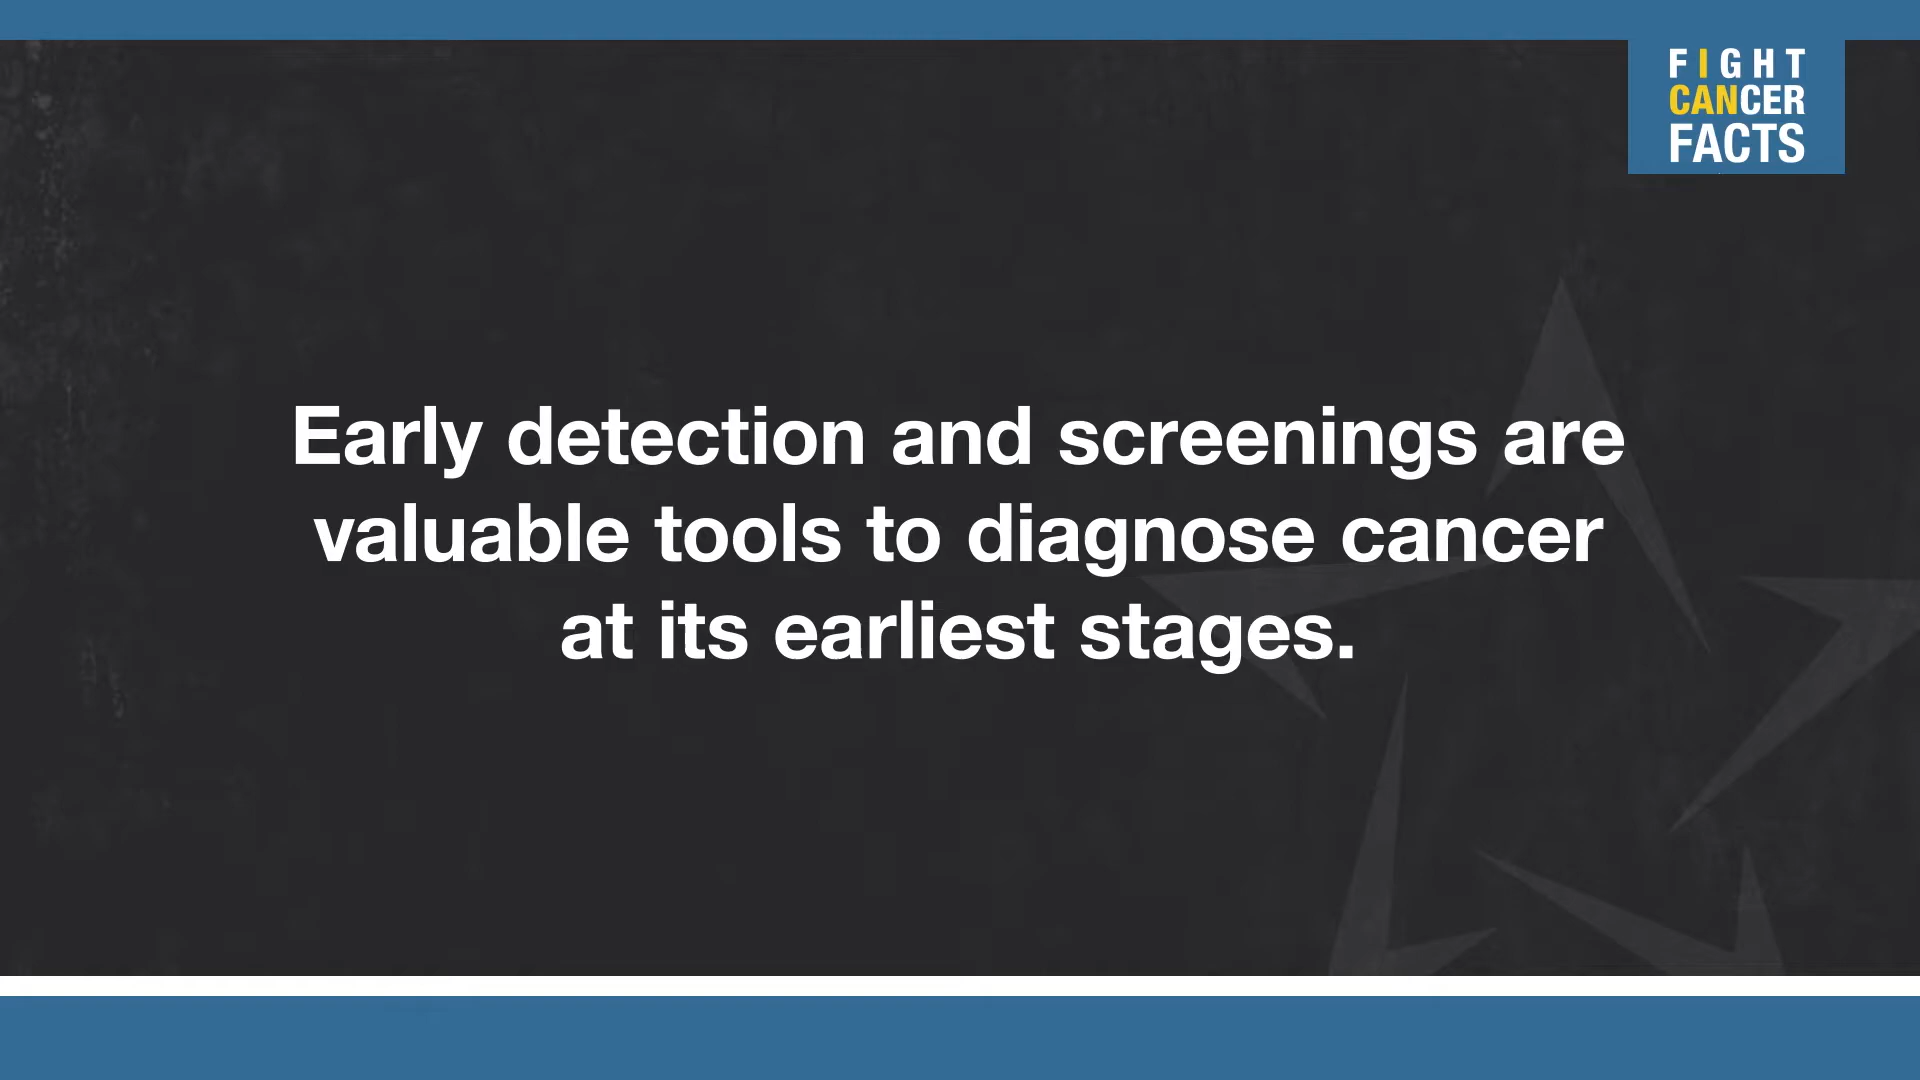 FIGHT
CANCER
FACTS
Early detection and screenings are
valuable tools to diagnose cancer
at its earliest stages.